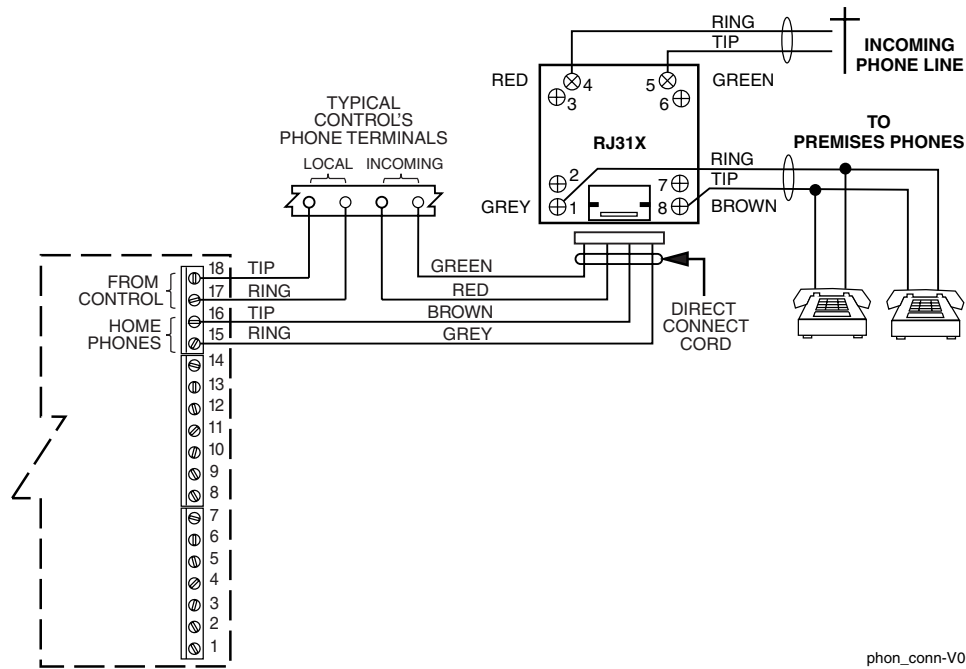 RING
TIP
INCOMING
PHONE LINE
RED
4
5
GREEN
3
6
TYPICAL
CONTROL'S
PHONE TERMINALS
LOCAL
INCOMING
RJ31X
TO
PREMISES PHONES
RING
TIP
2
7
GREY
1
8
BROWN
FROM
CONTROL
HOME
PHONES
18 TIP GREEN
17 RING RED
16 TIP BROWN
15 RING GREY
DIRECT
CONNECT
CORD
14
13
12
11
10
9
8
7
6
5
4
3
2
1
phon_conn-V0